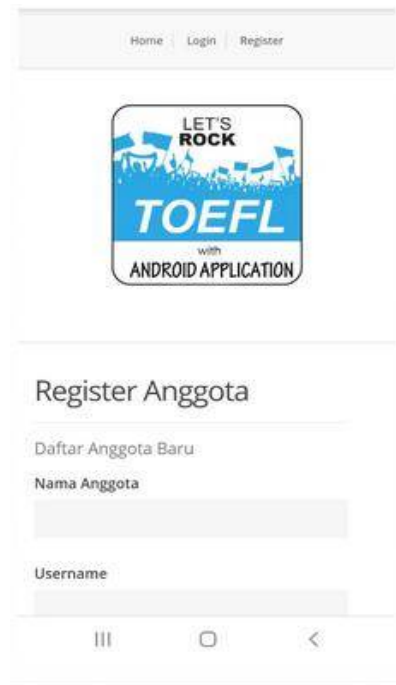 Home Login Register
LET'S
ROCK
TOEFL
with
ANDROID APPLICATION
Register Anggota
Daftar Anggota Baru
Nama Anggota
Username